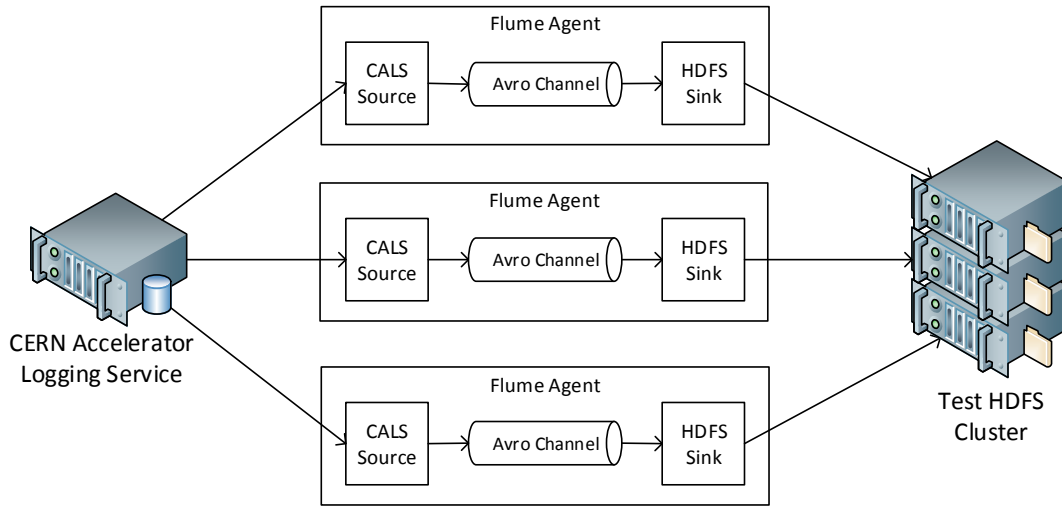 Flume Agent
CALS
Source
Avro Channel
HDFS
Sink
Flume Agent
CALS
Source
Avro Channel
HDFS
Sink
CERN Accelerator
Logging Service
Flume Agent
CALS
Source
Avro Channel
HDFS
Sink
Test HDFS
Cluster